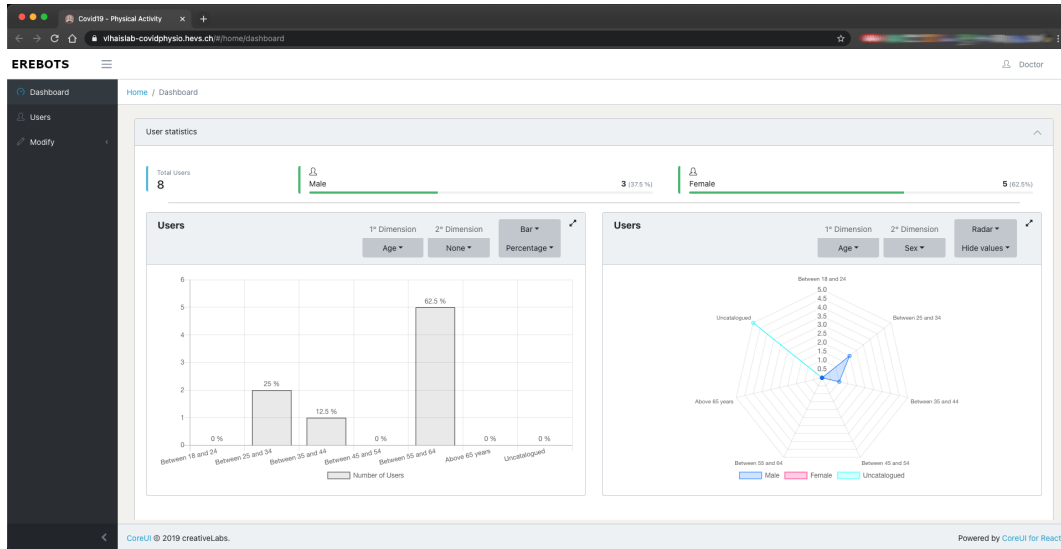 Covid19 - Physical Activity × +
vlhaislab-covidphysio.hevs.ch/#/home/dashboard
EREBOTS Doctor
Dashboard
Users
Modify
Home / Dashboard
User statistics
Total Users
8
Male 3 (37.5 %)
Female 5 (62.5%)
Users
1° Dimension 2° Dimension Bar
Age None Percentage
6
5
4
3
2
1
0
0 %
25 %
12.5 %
0 %
62.5 %
0 %
0 %
Between 18 and 24
Between 25 and 34
Between 35 and 44
Between 45 and 54
Between 55 and 64
Above 65 years
Uncatalogued
Number of Users
Users
1° Dimension 2° Dimension Radar
Age Sex Hide values
Between 18 and 24
5.0
4.5
4.0
3.5
3.0
2.5
2.0
1.5
1.0
0.5
Uncatalogued
Between 25 and 34
Above 65 years
Between 35 and 44
Between 55 and 64
Between 45 and 54
Male Female Uncatalogued
CoreUI © 2019 creativeLabs. Powered by CoreUI for React